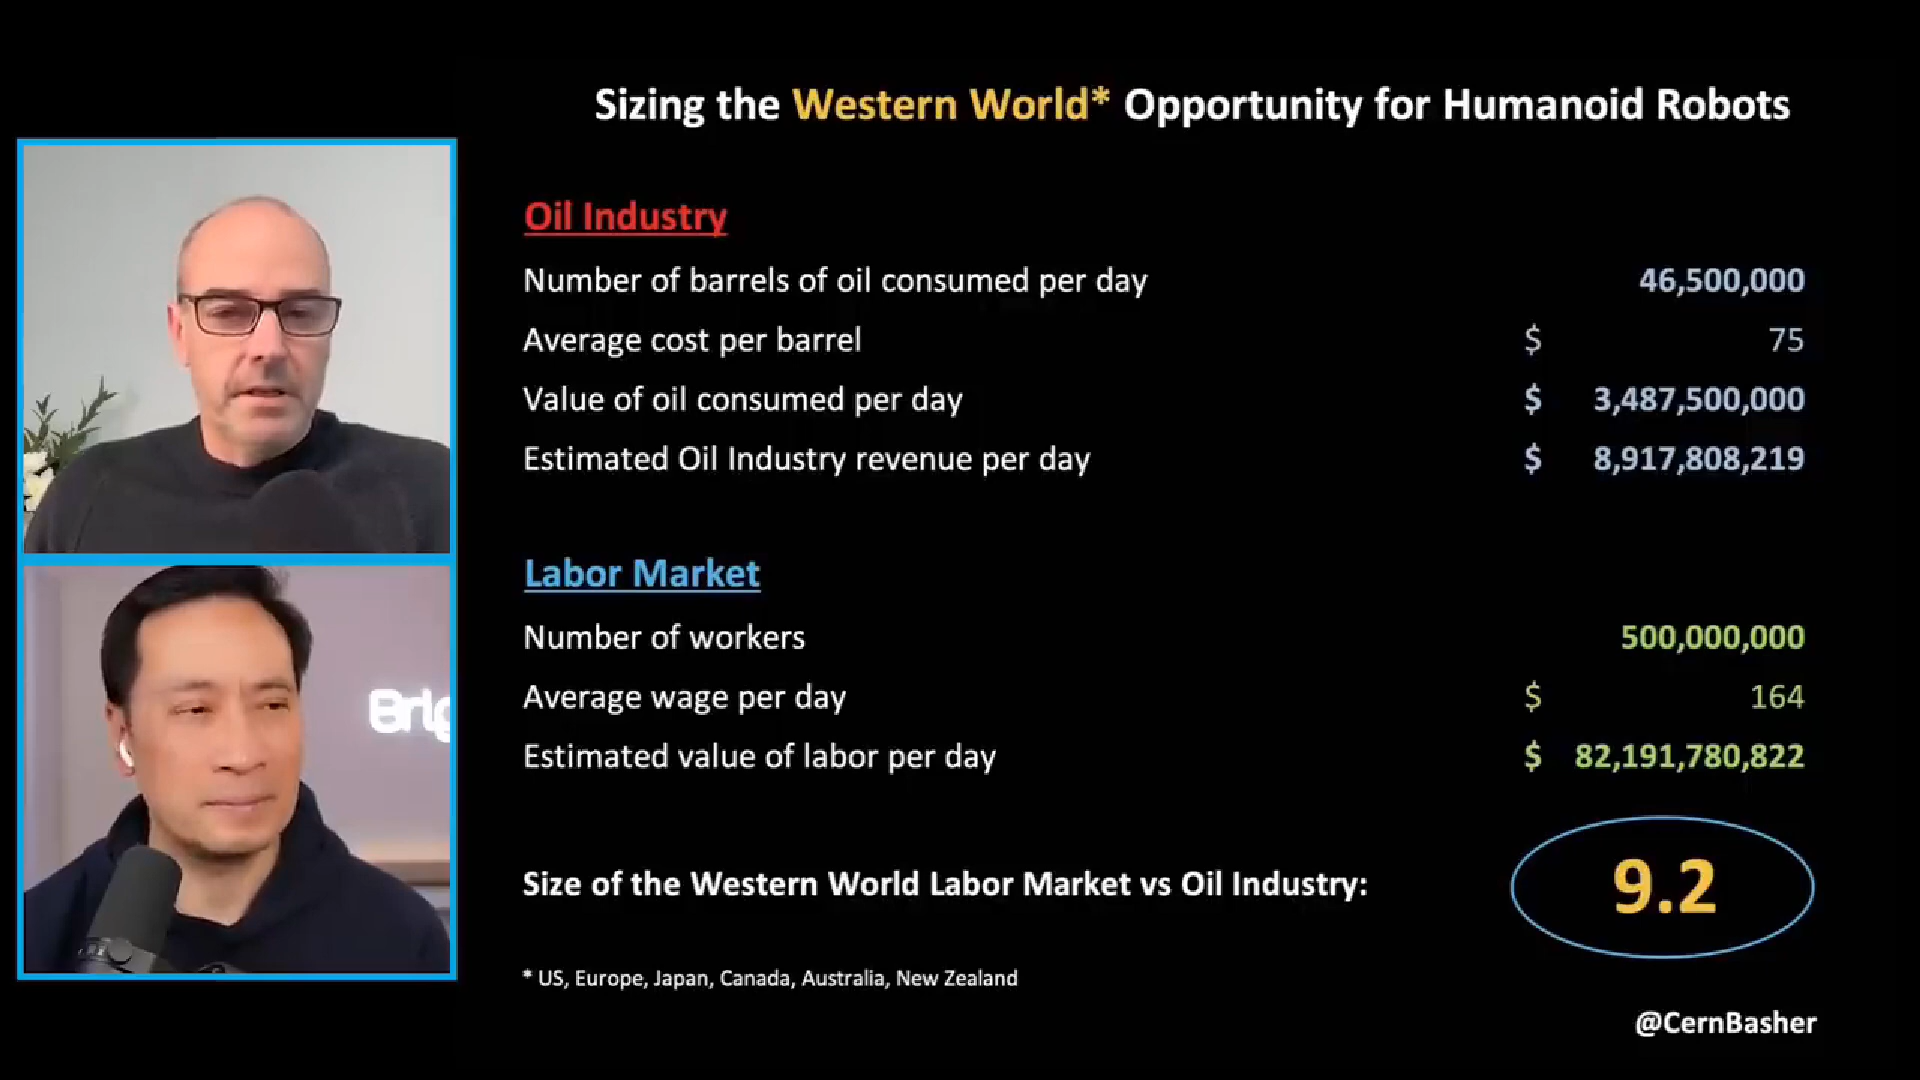 Sizing the Western World* Opportunity for Humanoid Robots
Oil Industry
Number of barrels of oil consumed per day 46,500,000
Average cost per barrel $ 75
Value of oil consumed per day $ 3,487,500,000
Estimated Oil Industry revenue per day $ 8,917,808,219
Labor Market
Number of workers 500,000,000
Average wage per day $ 164
Estimated value of labor per day $ 82,191,780,822
Size of the Western World Labor Market vs Oil Industry: 9.2
* US, Europe, Japan, Canada, Australia, New Zealand
@CernBasher